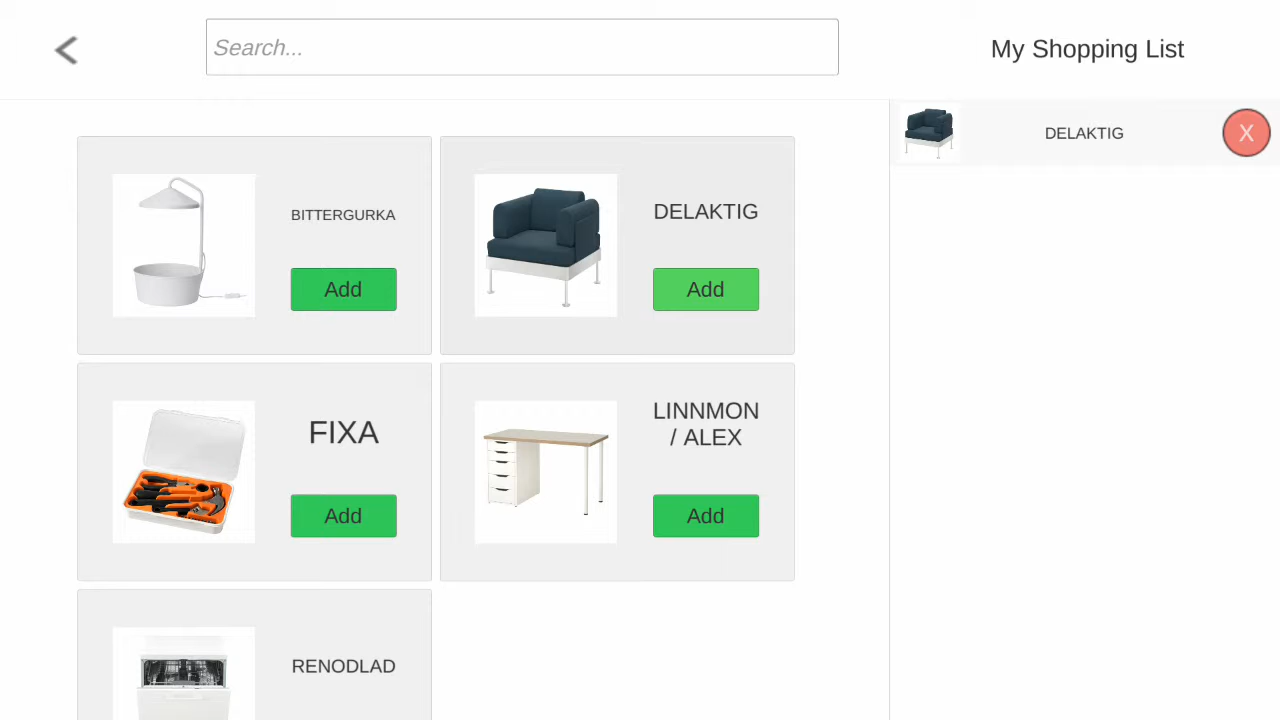 Search...
My Shopping List
DELAKTIG
X
BITTERGURKA
Add
DELAKTIG
Add
FIXA
Add
LINNMON
/ ALEX
Add
RENODLAD